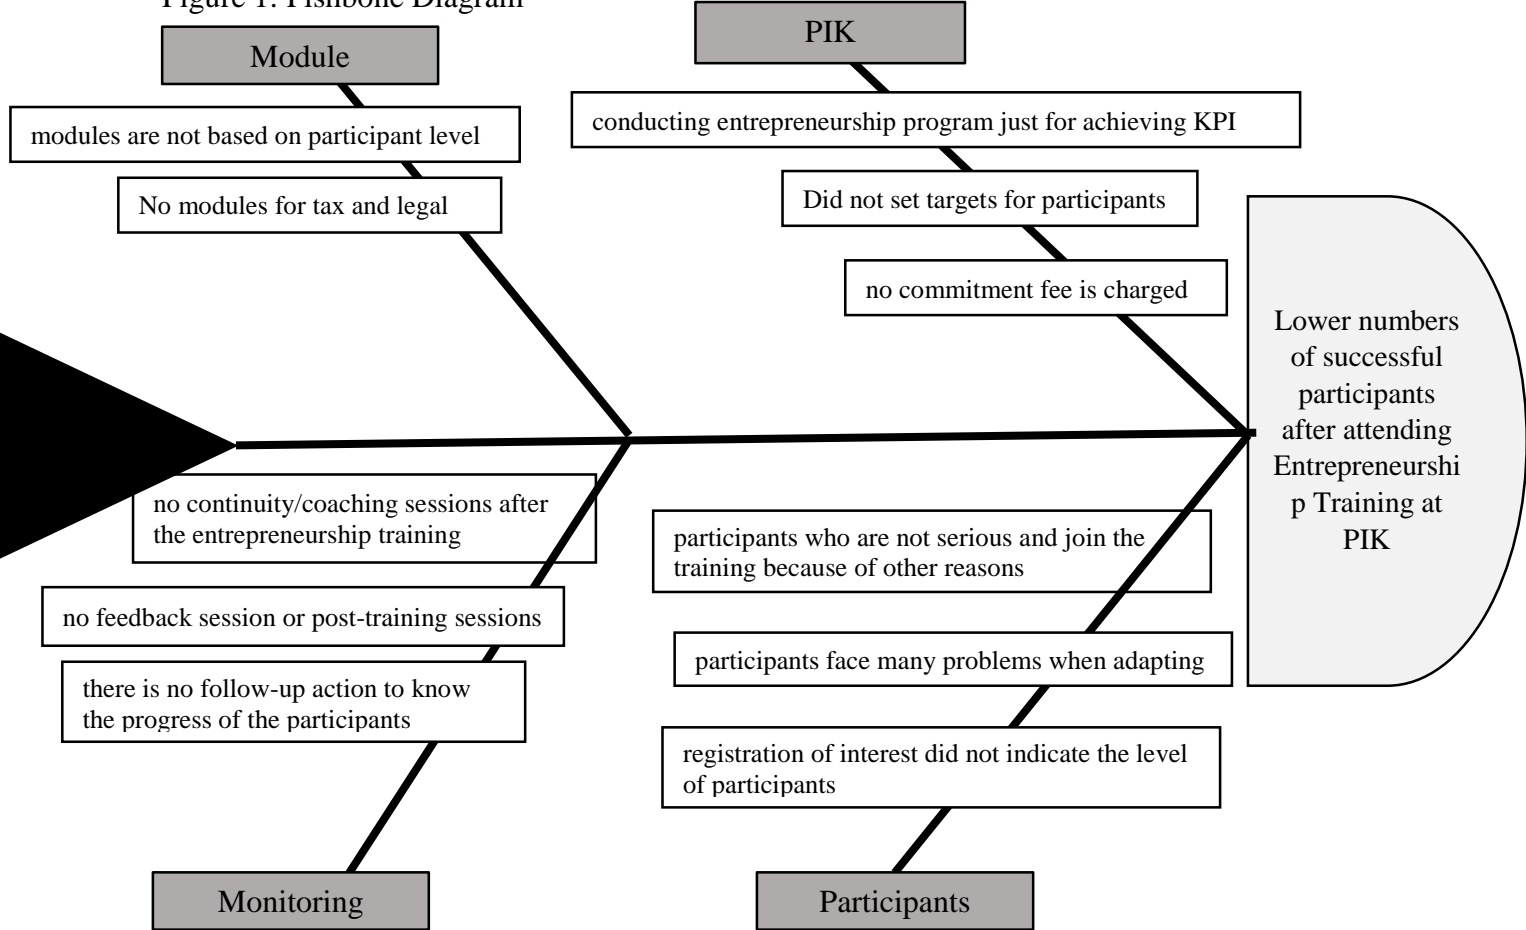 Figure 1: Fishbone Diagram
Module
PIK
modules are not based on participant level
No modules for tax and legal
conducting entrepreneurship program just for achieving KPI
Did not set targets for participants
no commitment fee is charged
Lower numbers
of successful
participants
after attending
Entrepreneurshi
p Training at
PIK
no continuity/coaching sessions after
the entrepreneurship training
no feedback session or post-training sessions
there is no follow-up action to know
the progress of the participants
participants who are not serious and join the
training because of other reasons
participants face many problems when adapting
registration of interest did not indicate the level
of participants
Monitoring
Participants